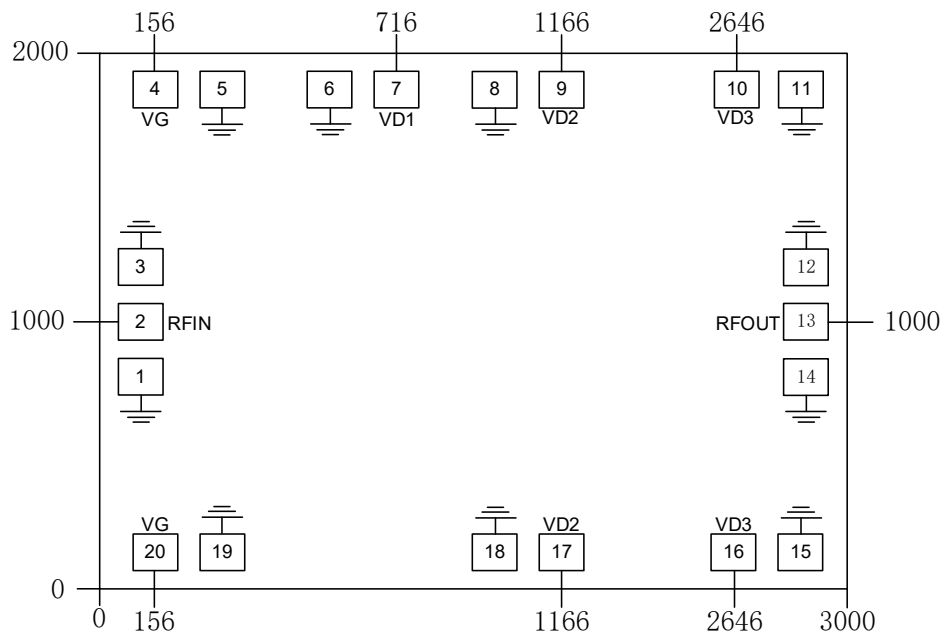 156 716 1166 2646
2000
4 5 6 7 8 9 10 11
VG VD1 VD2 VD3
3 12
1000 2 RFIN RFOUT 13 1000
1 14
VG VD2 VD3
20 19 18 17 16 15
0
0 156 1166 2646 3000